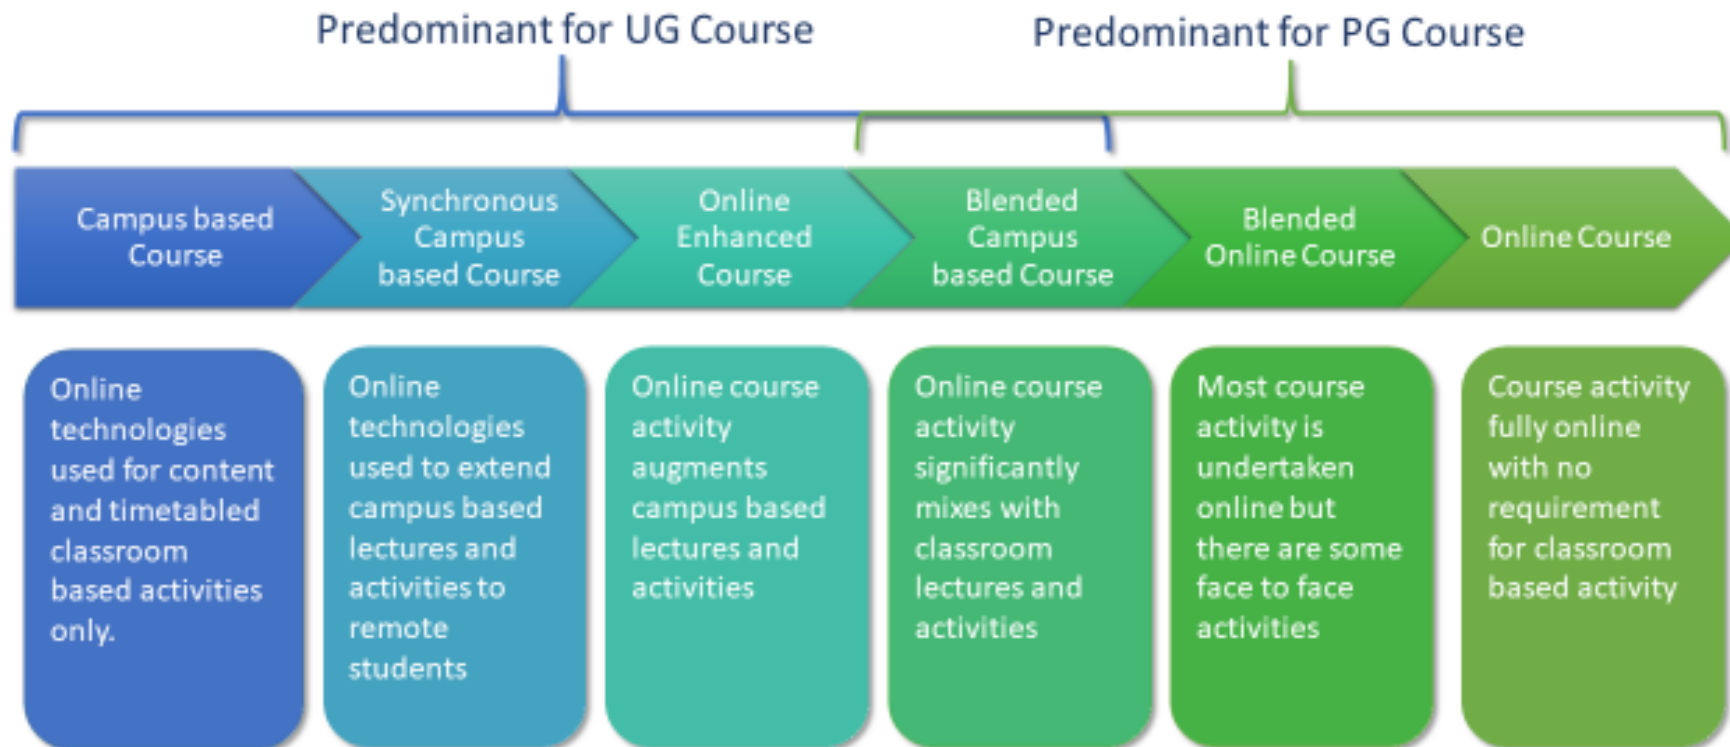 Predominant for UG Course
Predominant for PG Course
Campus based
Course
Synchronous
Campus
based Course
Online
Enhanced
Course
Blended
Campus
based Course
Blended
Online Course
Online Course
Online
technologies
used for content
and timetabled
classroom
based activities
only.
Online
technologies
used to extend
campus based
lectures and
activities to
remote
students
Online course
activity
augments
campus based
lectures and
activities
Online course
activity
significantly
mixes with
classroom
lectures and
activities
Most course
activity is
undertaken
online but
there are some
face to face
activities
Course activity
fully online
with no
requirement
for classroom
based activity